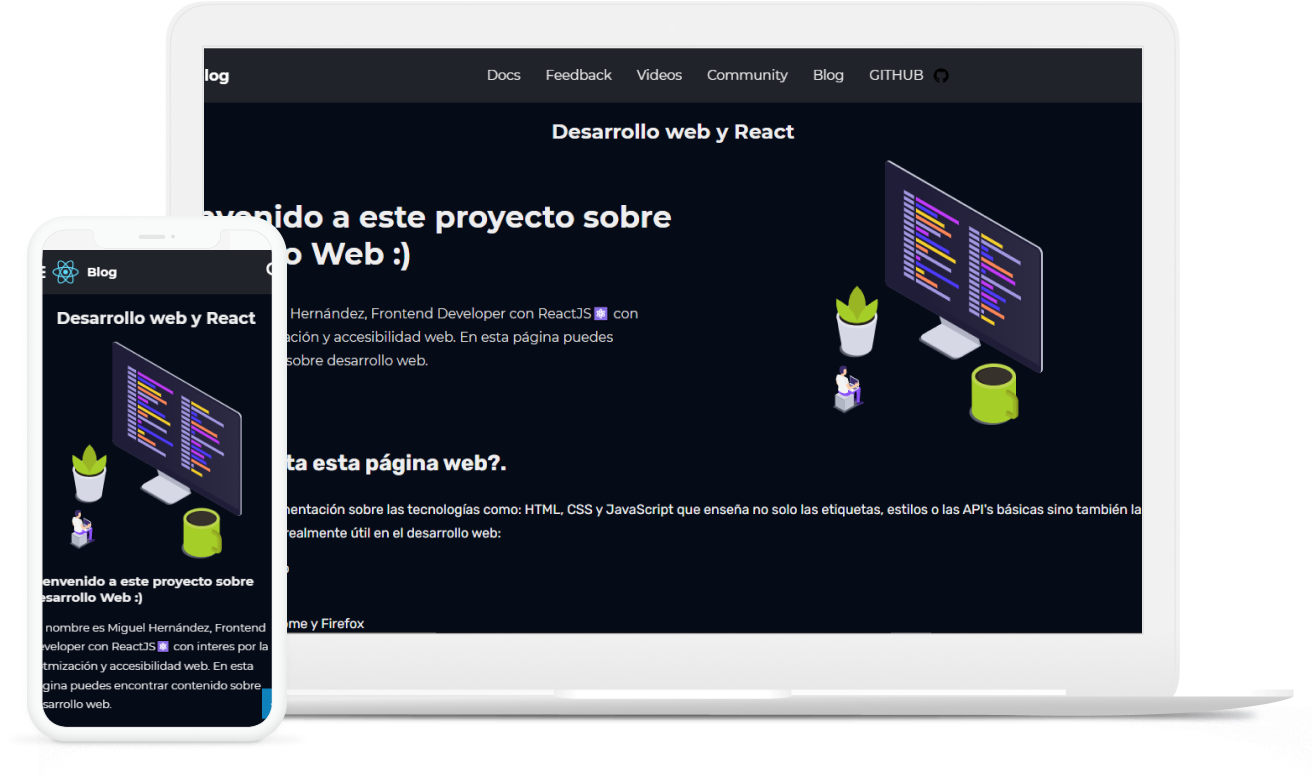 log
Docs Feedback Videos Community Blog GITHUB
Desarrollo web y React
venido a este proyecto sobre
o Web :)
Hernández, Frontend Developer con ReactJS⚛ con
ación y accesibilidad web. En esta página puedes
sobre desarrollo web.
ta esta página web?.
mentación sobre las tecnologías como: HTML, CSS y JavaScript que enseña no solo las etiquetas, estilos o las API's básicas sino también la
realmente útil en el desarrollo web:
ome y Firefox
Blog
Desarrollo web y React
envenido a este proyecto sobre
esarrollo Web :)
nombre es Miguel Hernández, Frontend
eveloper con ReactJS⚛ con interes por la
tmización y accesibilidad web. En esta
gina puedes encontrar contenido sobre
sarrollo web.